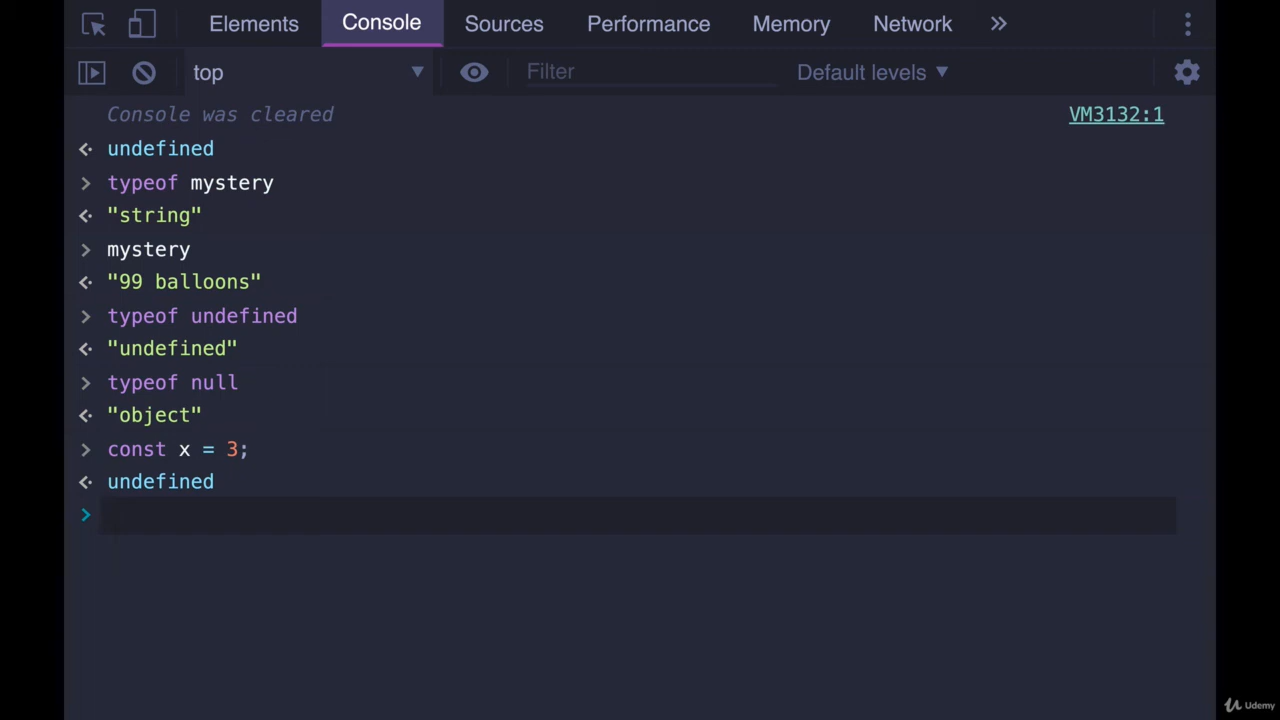 Elements Console Sources Performance Memory Network
top Filter Default levels
Console was cleared VM3132:1
undefined
> typeof mystery
"string"
> mystery
"99 balloons"
> typeof undefined
"undefined"
> typeof null
"object"
> const x = 3;
undefined
>
Udemy